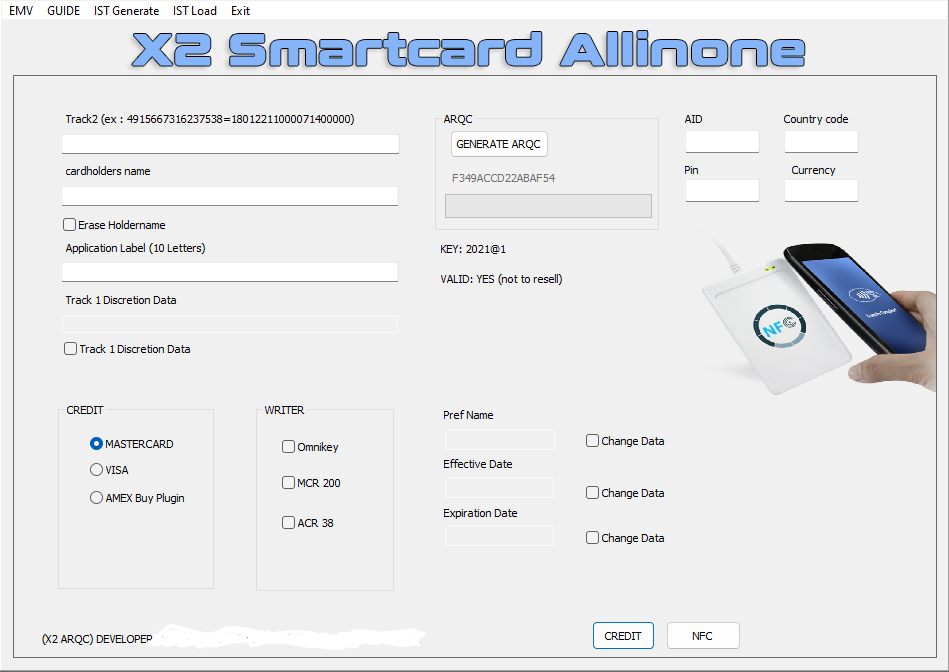 EMV GUIDE IST Generate IST Load Exit
X2 Smartcard Allinone
Track2 (ex : 4915667316237538=18012211000071400000)
cardholders name
Erase Holdername
Application Label (10 Letters)
Track 1 Discretion Data
Track 1 Discretion Data
ARQC
GENERATE ARQC
F349ACCD22ABAF54
KEY: 2021@1
VALID: YES (not to resell)
AID
Country code
Pin
Currency
NFC
CREDIT
MASTERCARD
VISA
AMEX Buy Plugin
WRITER
Omnikey
MCR 200
ACR 38
Pref Name
Change Data
Effective Date
Change Data
Expiration Date
Change Data
(X2 ARQC) DEVELOPER
CREDIT
NFC